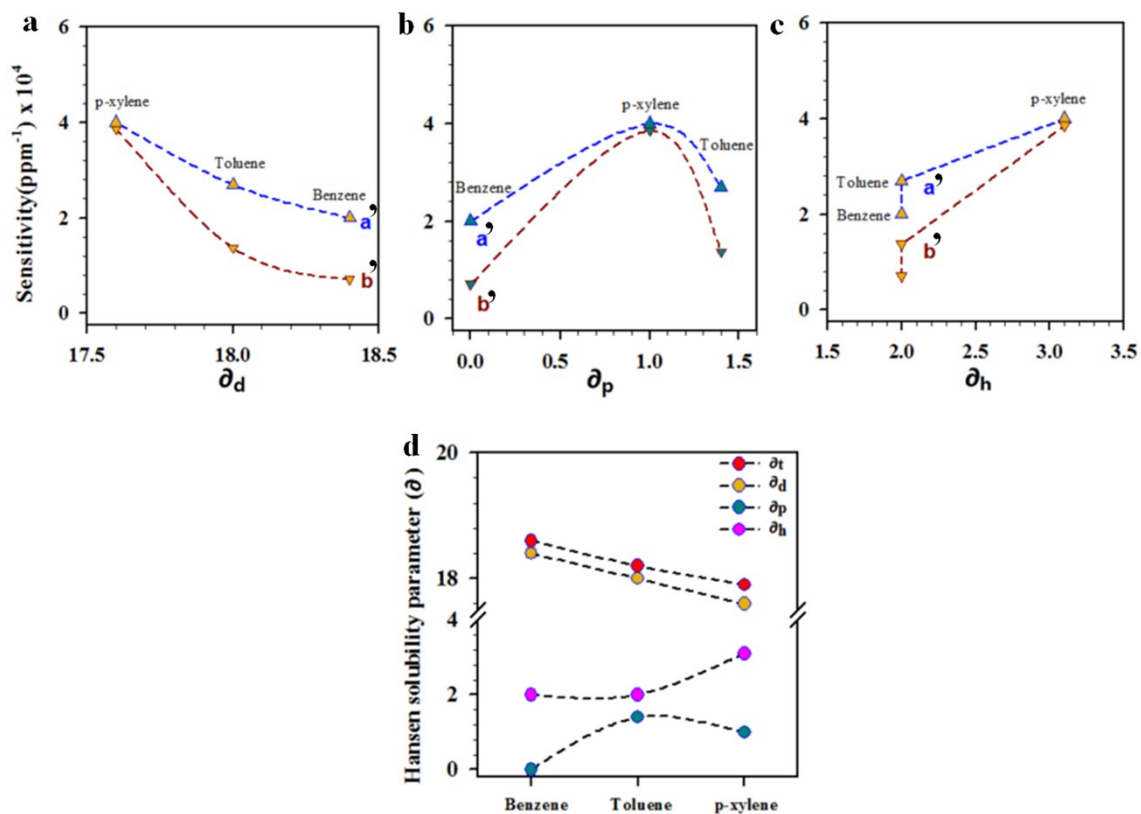 a
Sensitivity(ppm⁻¹) x 10⁴
6
4
2
0
p-xylene
Toluene
Benzene
a’
b’
17.5
18.0
18.5
∂d
b
6
4
2
0
Benzene
p-xylene
Toluene
a’
b’
0.0
0.5
1.0
1.5
∂p
c
6
4
2
0
p-xylene
Toluene
Benzene
a’
b’
1.5
2.0
2.5
3.0
3.5
∂h
d
Hansen solubility parameter (∂)
20
18
4
2
0
∂t
∂d
∂p
∂h
Benzene
Toluene
p-xylene